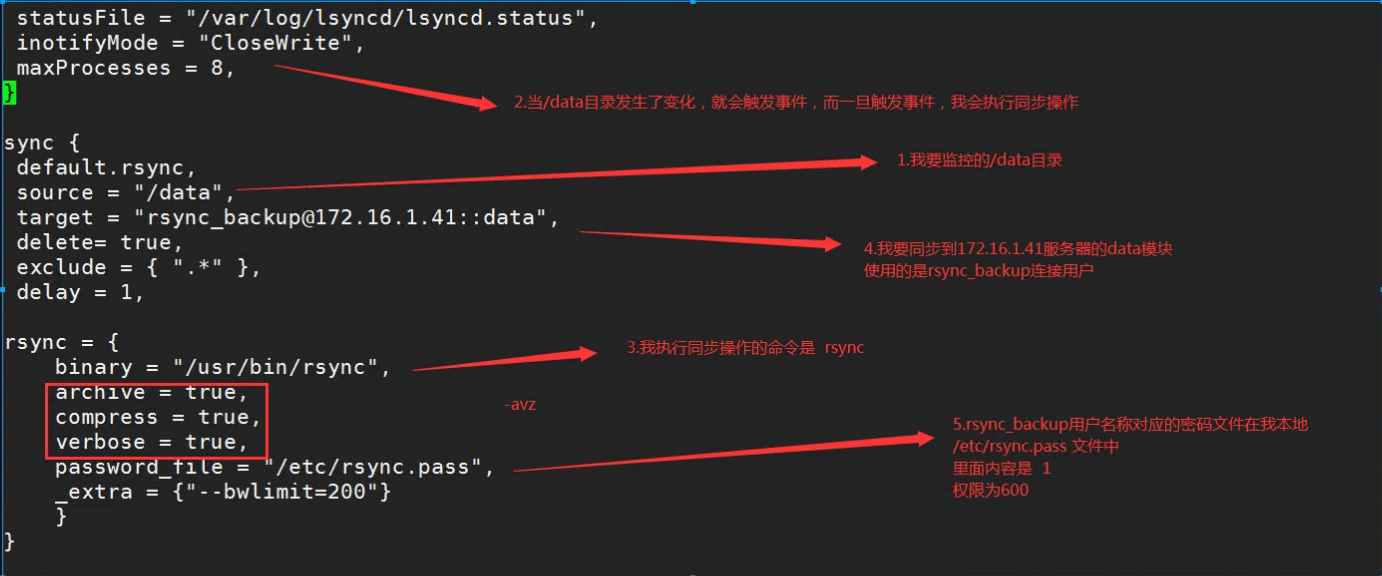 statusFile = "/var/log/lsyncd/lsyncd.status",
inotifyMode = "CloseWrite",
maxProcesses = 8,
}
2.当/data目录发生了变化，就会触发事件，而一旦触发事件，我会执行同步操作
sync {
default.rsync,
1.我要监控的/data目录
source = "/data",
target = "rsync_backup@172.16.1.41::data",
delete= true,
4.我要同步到172.16.1.41服务器的data模块
使用的是rsync_backup连接用户
exclude = { ".*" },
delay = 1,
rsync = {
3.我执行同步操作的命令是 rsync
binary = "/usr/bin/rsync",
archive = true,
-avz
compress = true,
verbose = true,
5.rsync_backup用户名称对应的密码文件在我本地
/etc/rsync.pass 文件中
里面内容是 1
权限为600
password_file = "/etc/rsync.pass",
_extra = {"--bwlimit=200"}
}
}